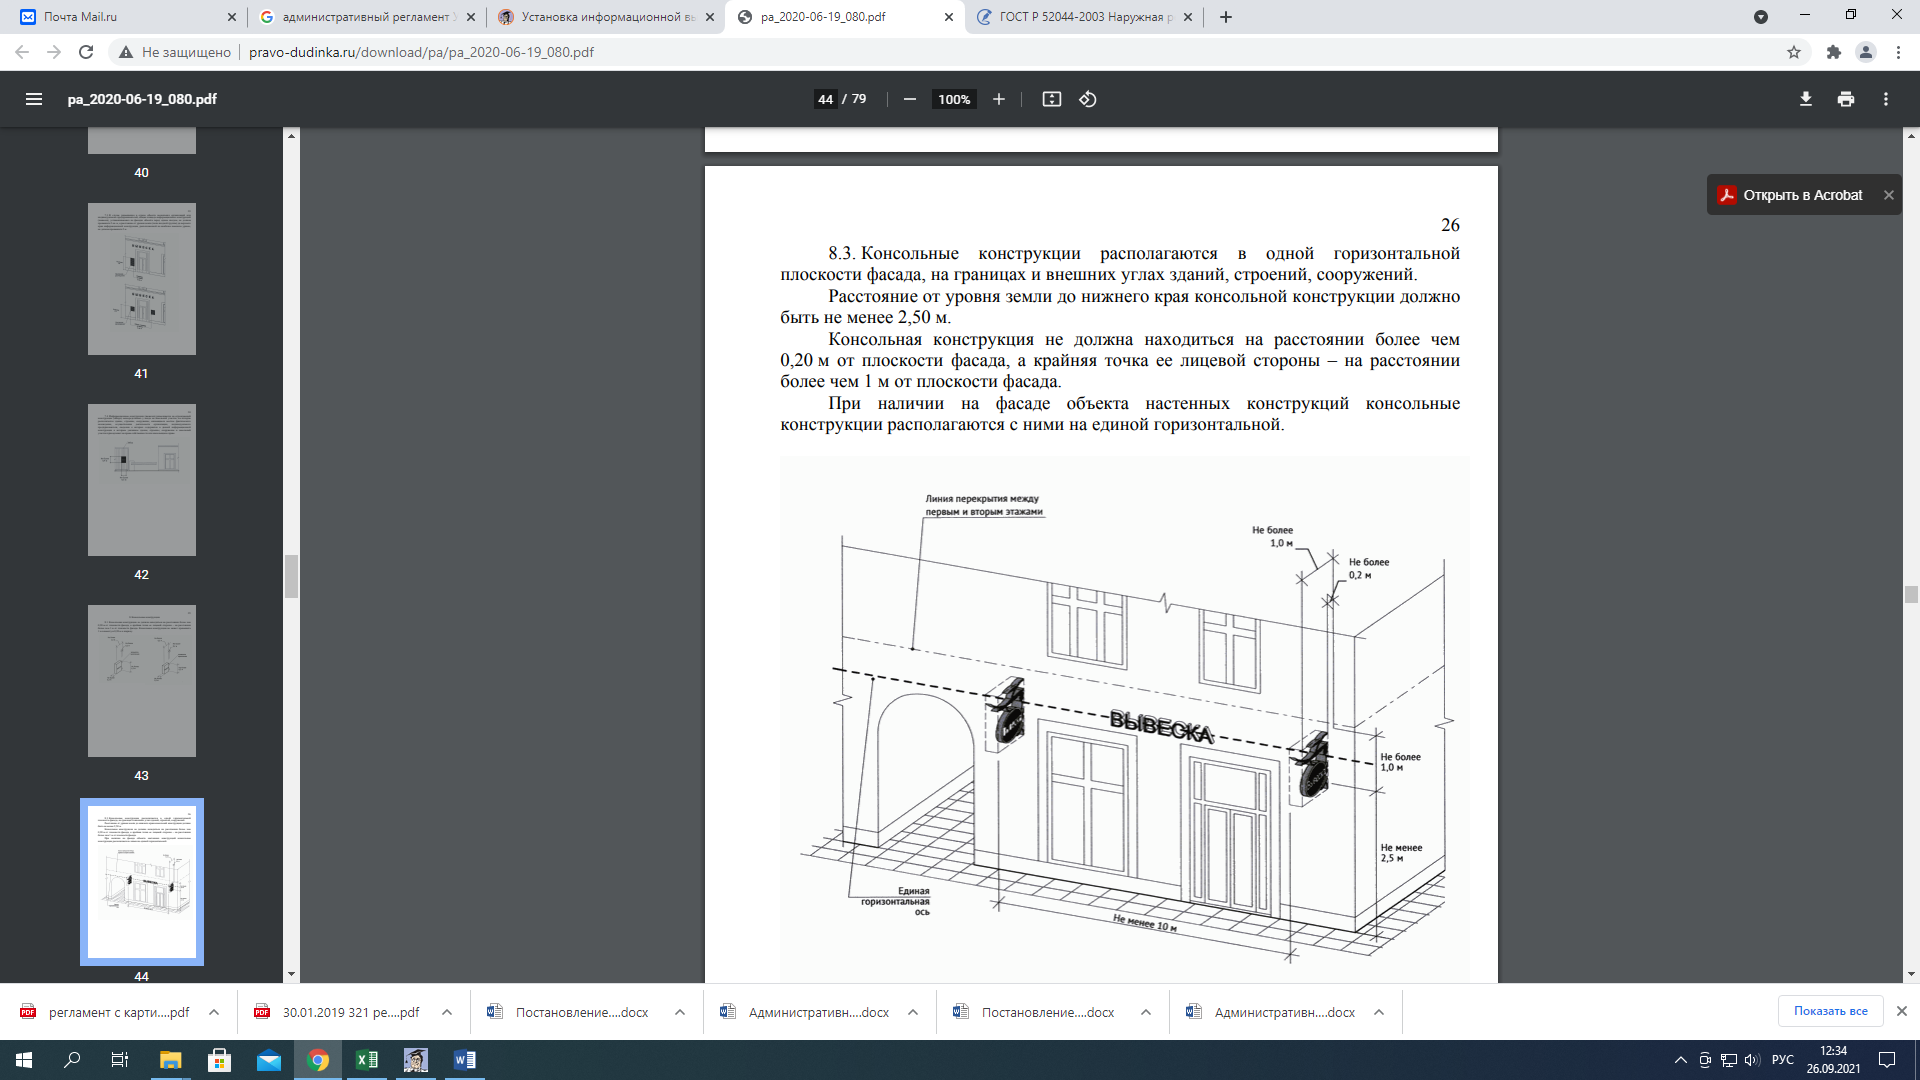 Почта Mail.ru
административный регламент У
Установка информационной вы
pa_2020-06-19_080.pdf
ГОСТ Р 52044-2003 Наружная р
Не защищено
pravo-dudinka.ru/download/pa/pa_2020-06-19_080.pdf
pa_2020-06-19_080.pdf
44 / 79
100%
Открыть в Acrobat
40
41
42
43
44
26
8.3. Консольные конструкции располагаются в одной горизонтальной
плоскости фасада, на границах и внешних углах зданий, строений, сооружений.
Расстояние от уровня земли до нижнего края консольной конструкции должно
быть не менее 2,50 м.
Консольная конструкция не должна находиться на расстоянии более чем
0,20 м от плоскости фасада, а крайняя точка ее лицевой стороны – на расстоянии
более чем 1 м от плоскости фасада.
При наличии на фасаде объекта настенных конструкций консольные
конструкции располагаются с ними на единой горизонтальной.
Линия перекрытия между
первым и вторым этажами
Не более
1,0 м
Не более
0,2 м
ВЫВЕСКА
Не более
1,0 м
Не менее
2,5 м
Единая
горизонтальная
ось
Не менее 10 м
регламент с карти....pdf
30.01.2019 321 ре....pdf
Постановление....docx
Административн....docx
Постановление....docx
Административн....docx
Показать все
РУС
12:34
26.09.2021